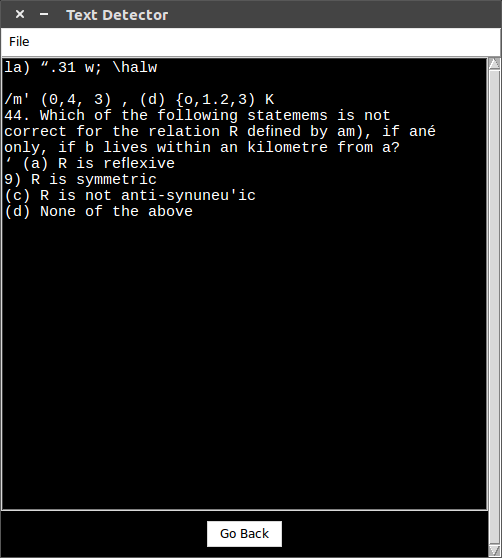 Text Detector
File
la) “.31 w; \halw
/m' (0,4, 3) , (d) {o,1.2,3) K
44. Which of the following statemems is not
correct for the relation R defined by am), if ané
only, if b lives within an kilometre from a?
‘ (a) R is reflexive
9) R is symmetric
(c) R is not anti-synuneu'ic
(d) None of the above
Go Back